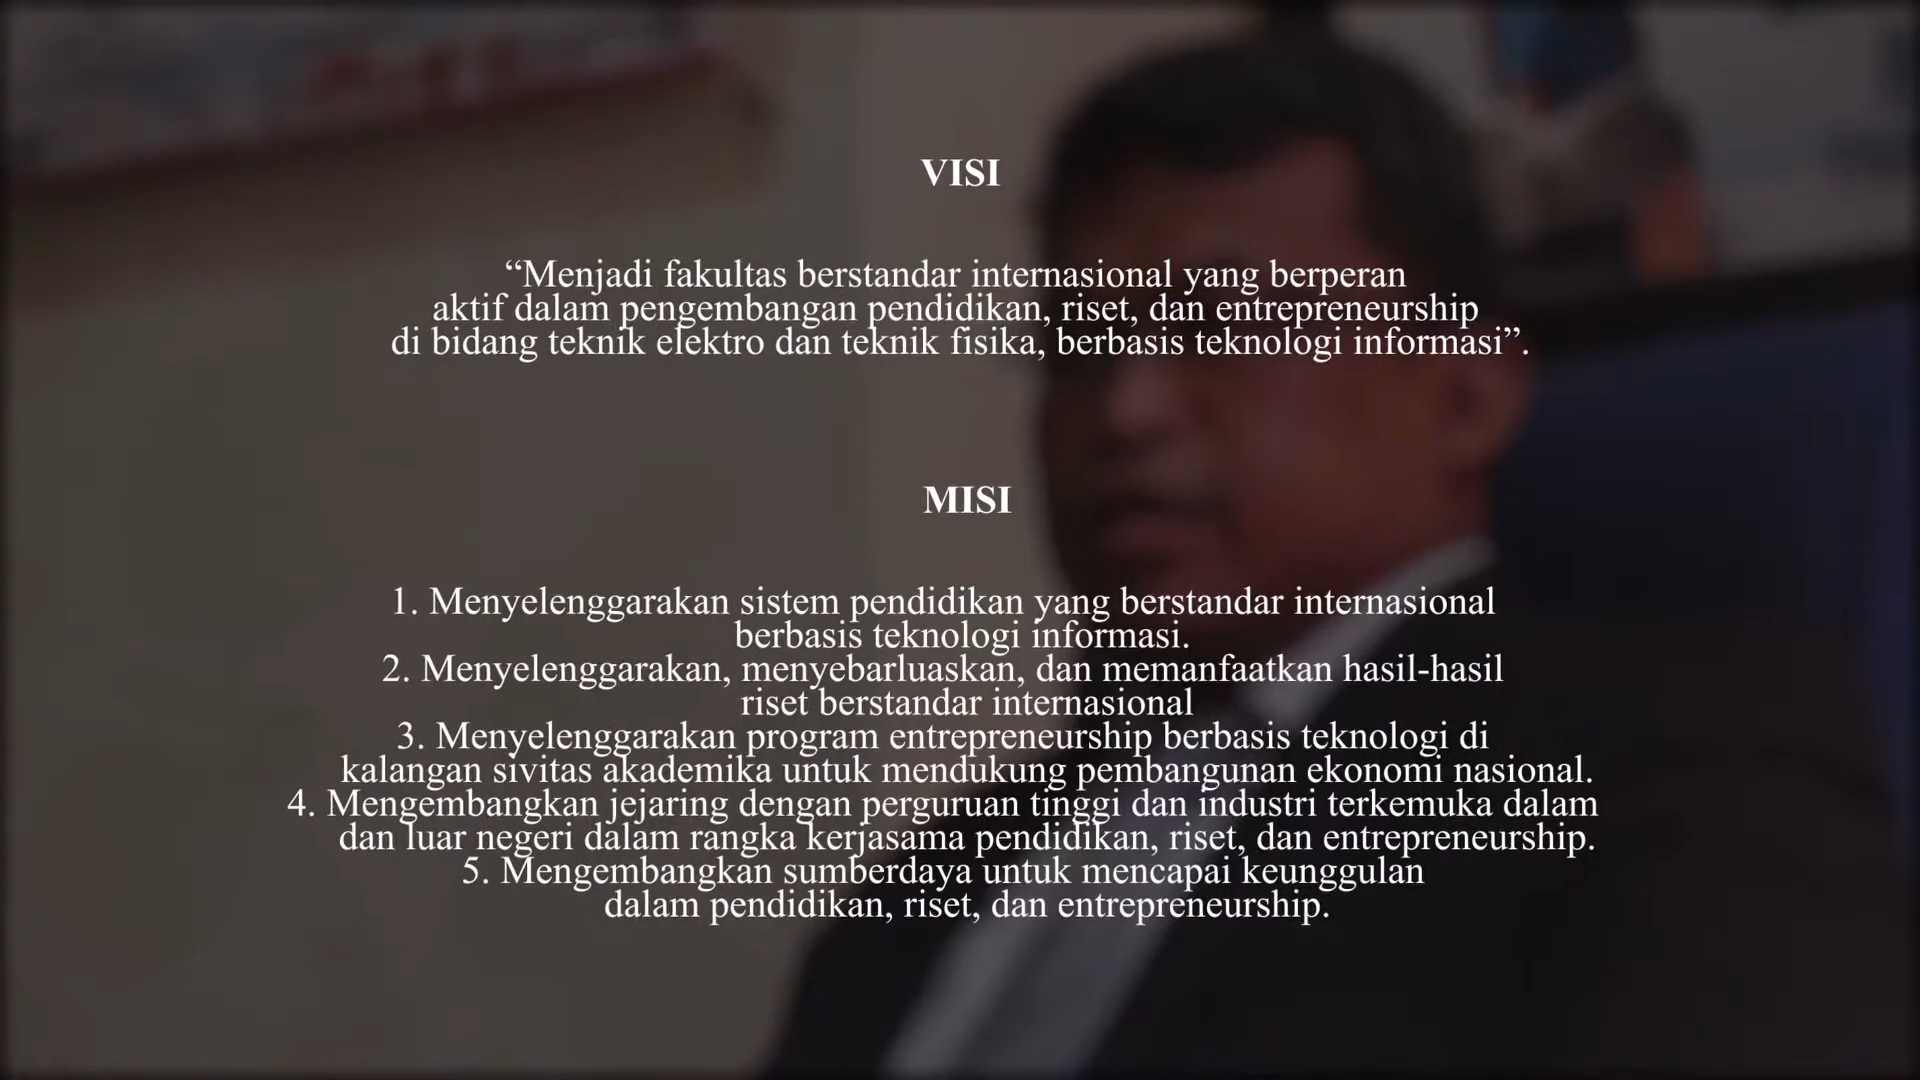 VISI
“Menjadi fakultas berstandar internasional yang berperan
aktif dalam pengembangan pendidikan, riset, dan entrepreneurship
di bidang teknik elektro dan teknik fisika, berbasis teknologi informasi”.
MISI
1. Menyelenggarakan sistem pendidikan yang berstandar internasional
berbasis teknologi informasi.
2. Menyelenggarakan, menyebarluaskan, dan memanfaatkan hasil-hasil
riset berstandar internasional
3. Menyelenggarakan program entrepreneurship berbasis teknologi di
kalangan sivitas akademika untuk mendukung pembangunan ekonomi nasional.
4. Mengembangkan jejaring dengan perguruan tinggi dan industri terkemuka dalam
dan luar negeri dalam rangka kerjasama pendidikan, riset, dan entrepreneurship.
5. Mengembangkan sumberdaya untuk mencapai keunggulan
dalam pendidikan, riset, dan entrepreneurship.